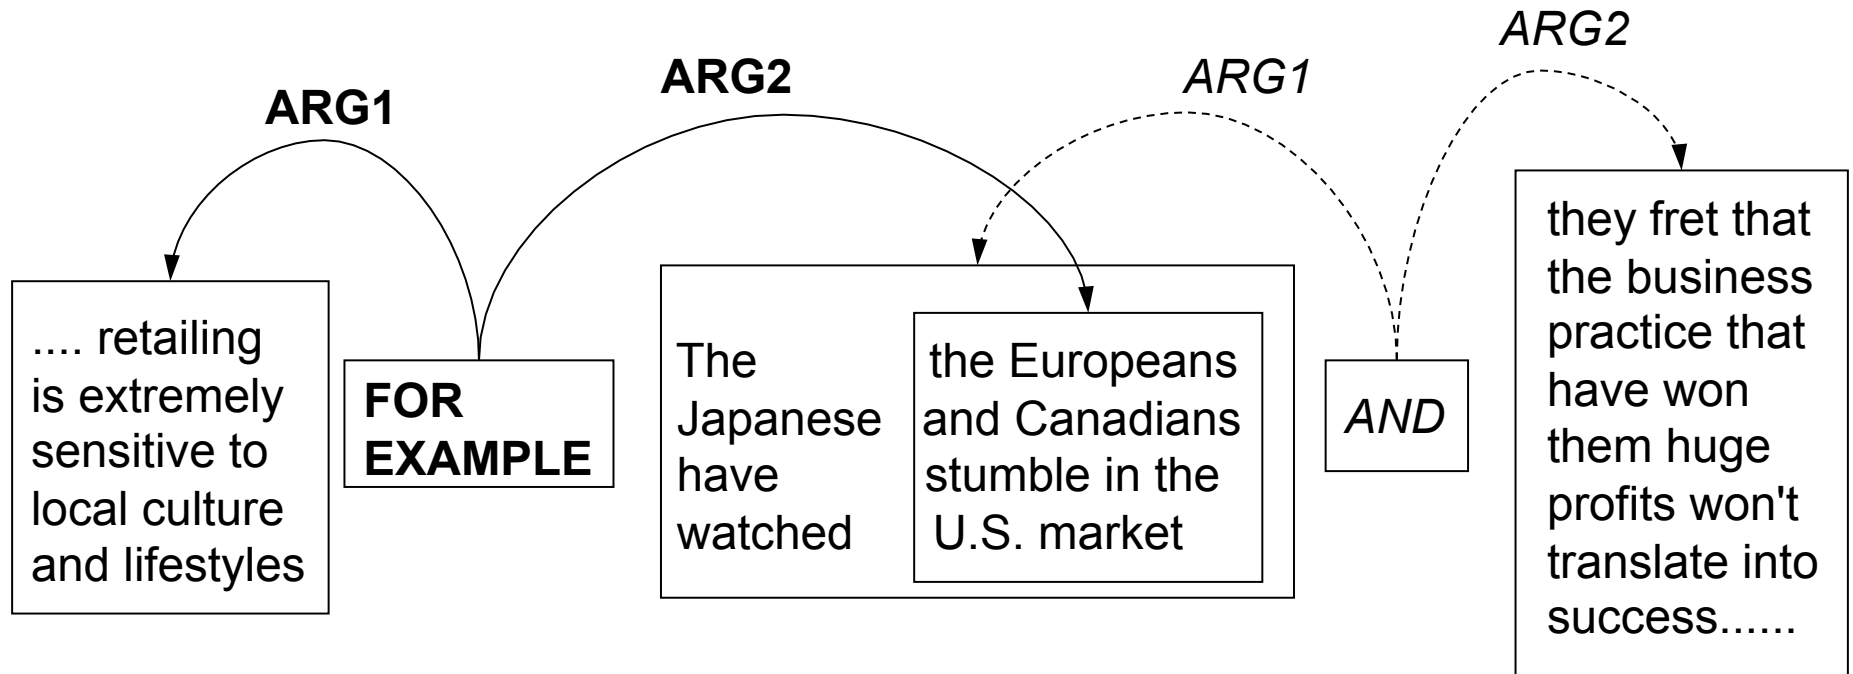 ARG2
ARG2
ARG1
ARG1
.... retailing
is extremely
sensitive to
local culture
and lifestyles
FOR
EXAMPLE
The
Japanese
have
watched
the Europeans
and Canadians
stumble in the
U.S. market
AND
they fret that
the business
practice that
have won
them huge
profits won't
translate into
success......